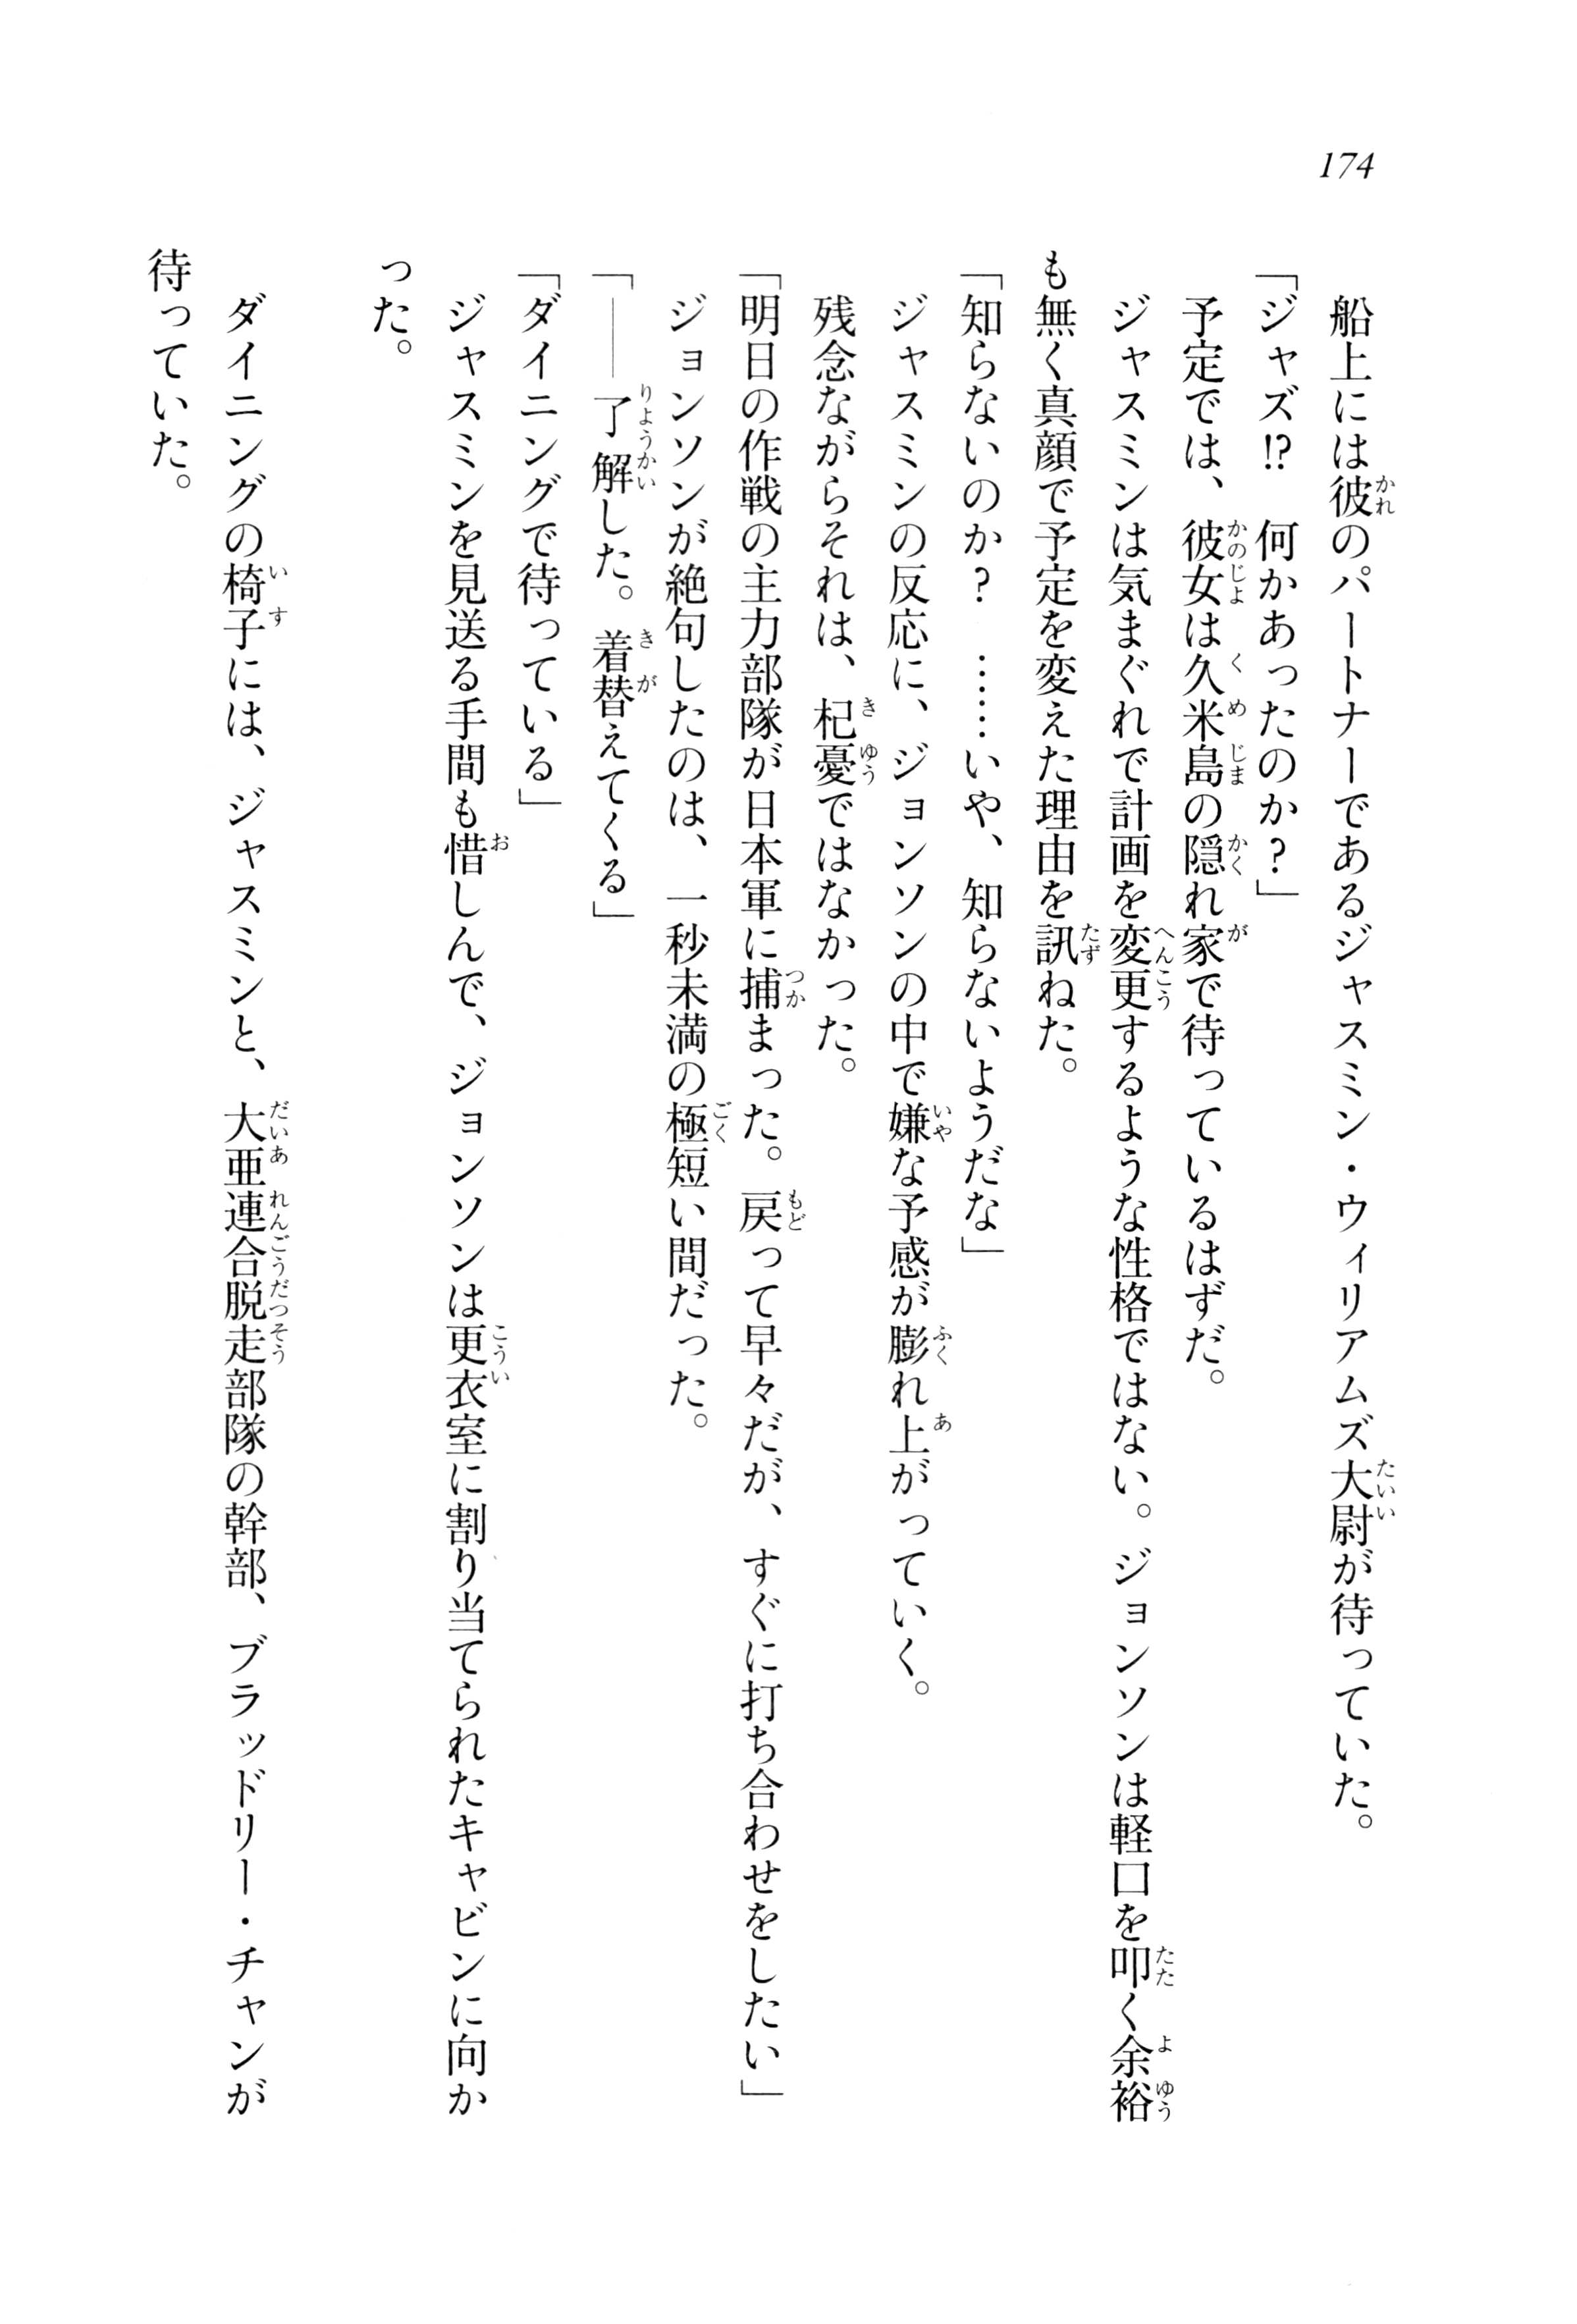 174
　船上には彼のパートナーであるジャスミン・ウィリアムズ大尉が待っていた。
「ジャズ!?　何かあったのか?」
　予定では、彼女は久米島の隠れ家で待っているはずだ。
　ジャスミンは気まぐれで計画を変更するような性格ではない。ジョンソンは軽口を叩く余裕
も無く真顔で予定を変えた理由を訊ねた。
「知らないのか?　……いや、知らないようだな」
　ジャスミンの反応に、ジョンソンの中で嫌な予感が膨れ上がっていく。
　残念ながらそれは、杞憂ではなかった。
「明日の作戦の主力部隊が日本軍に捕まった。戻って早々だが、すぐに打ち合わせをしたい」
　ジョンソンが絶句したのは、一秒未満の極短い間だった。
「――了解した。着替えてくる」
「ダイニングで待っている」
　ジャスミンを見送る手間も惜しんで、ジョンソンは更衣室に割り当てられたキャビンに向か
った。
　ダイニングの椅子には、ジャスミンと、大亜連合脱走部隊の幹部、ブラッドリー・チャンが
待っていた。